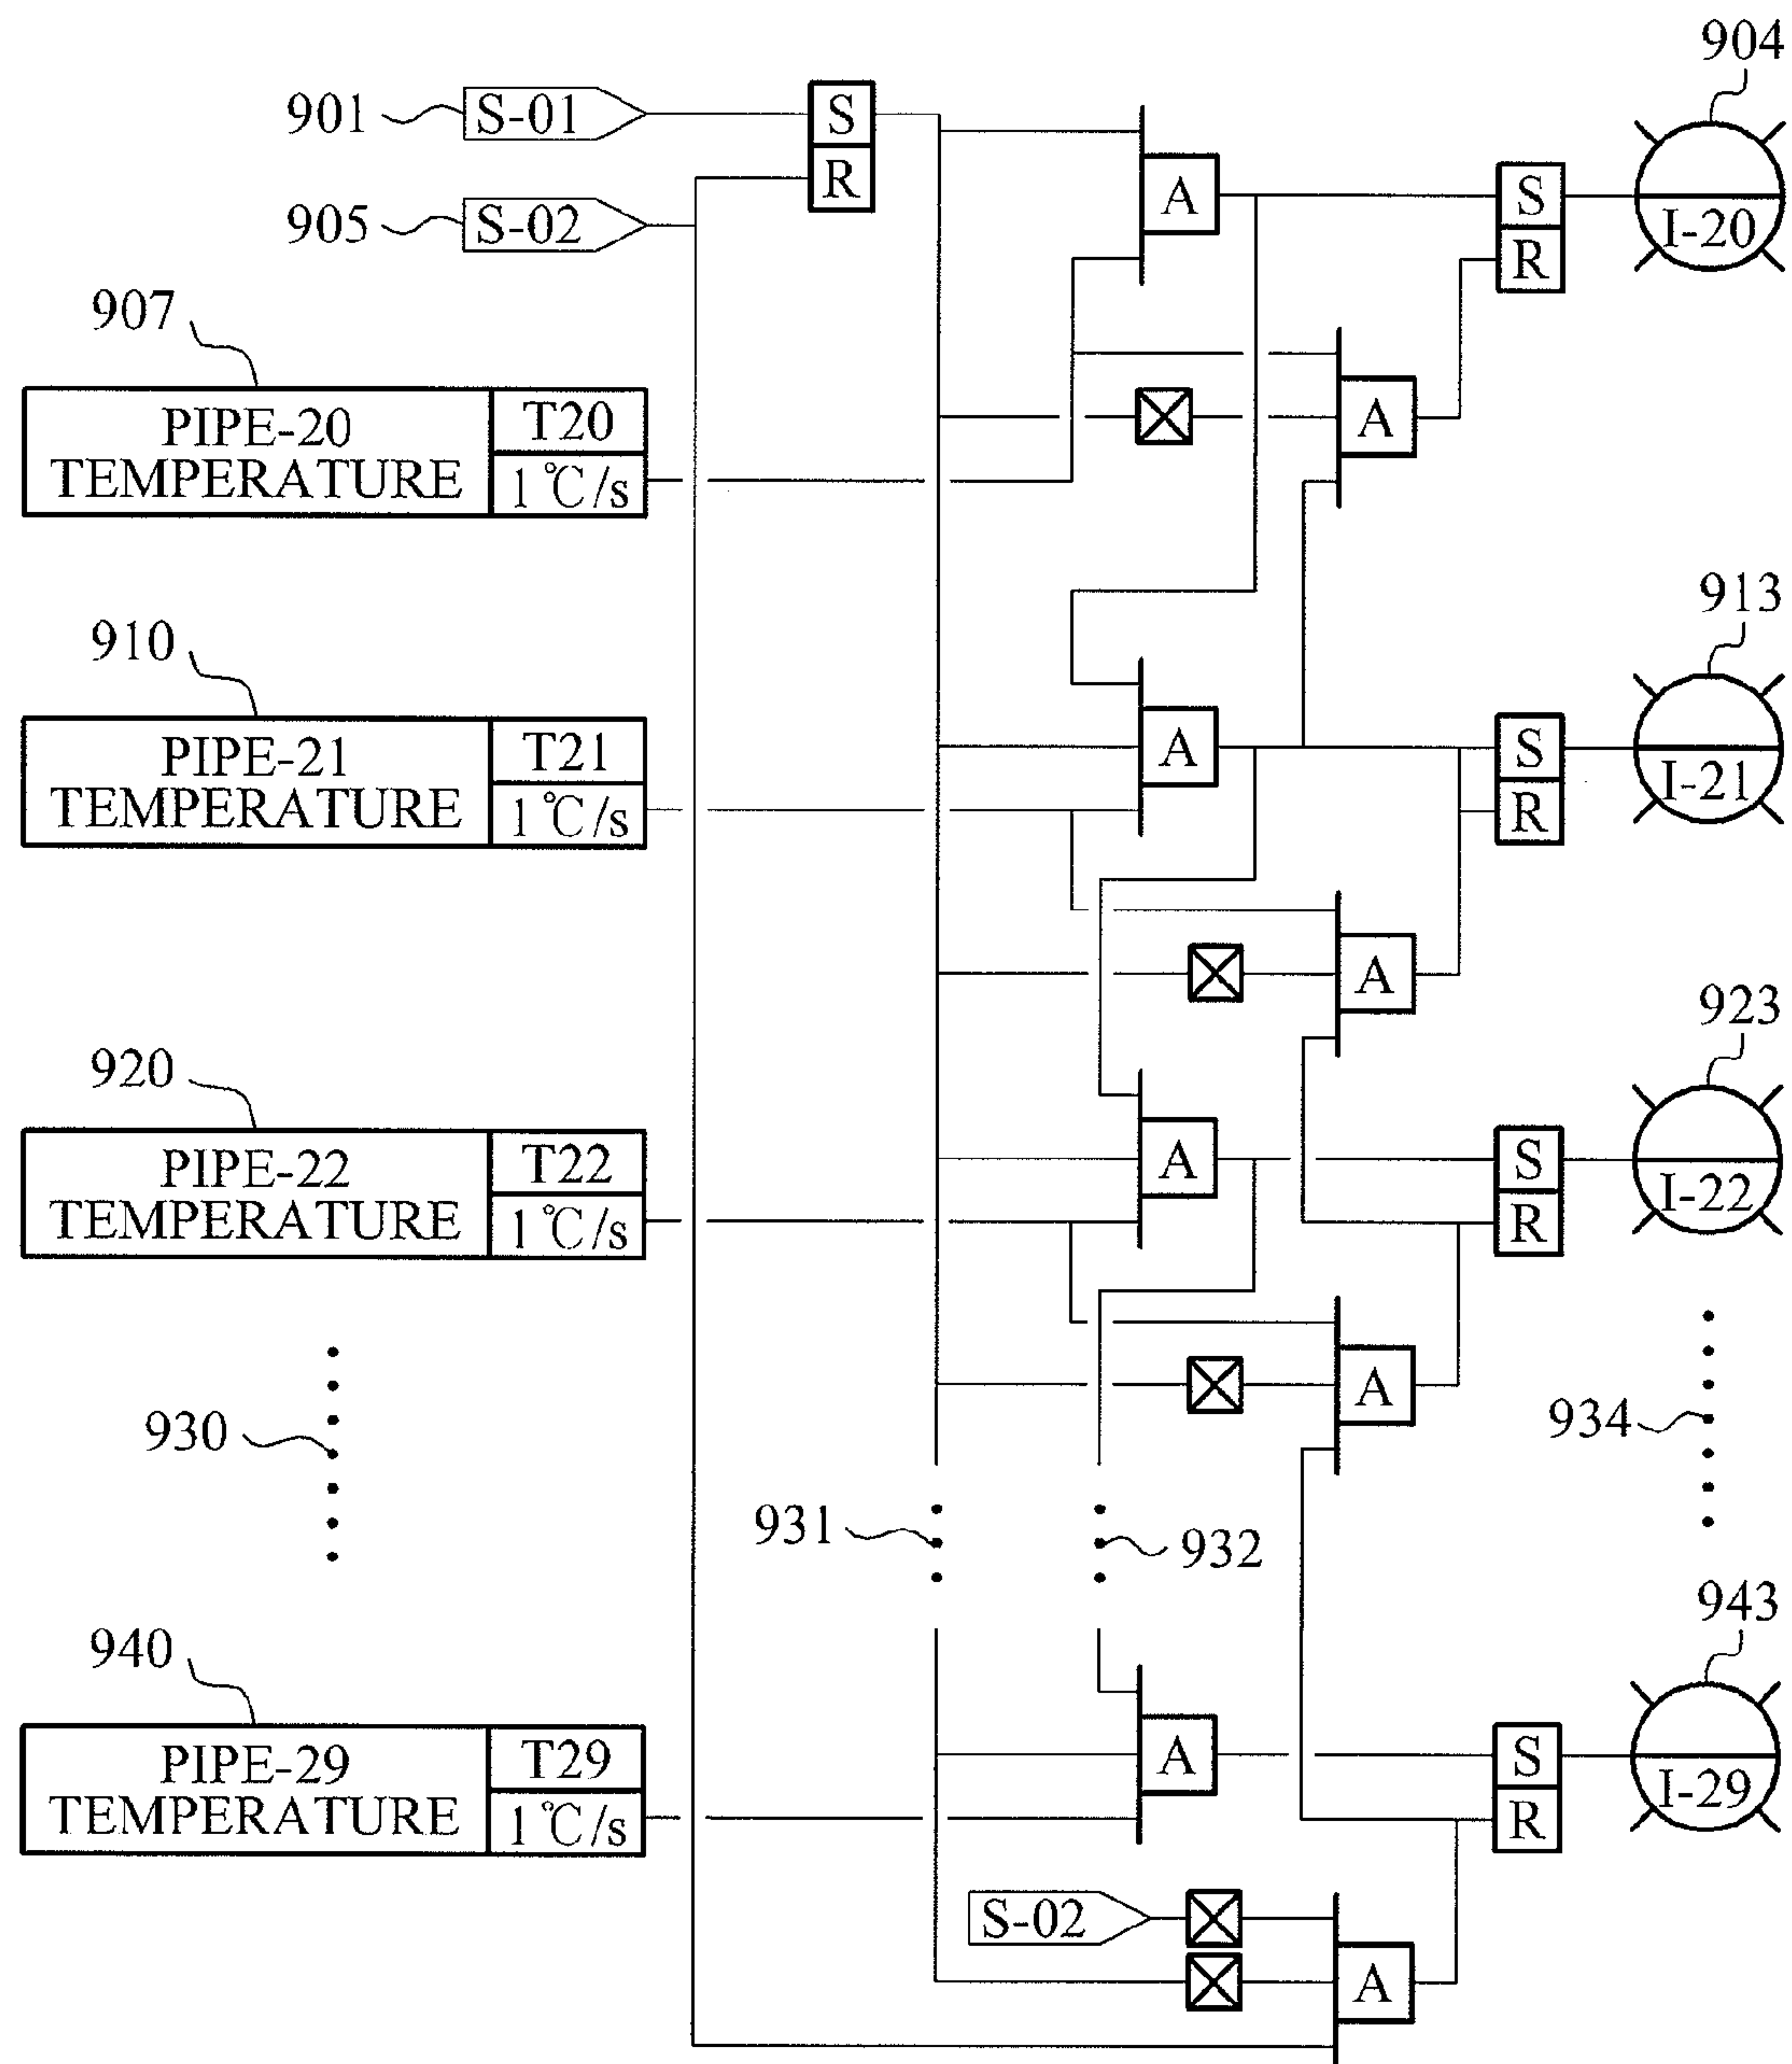 904
901
S-01
S
R
A
S
R
I-20
905
S-02
907
PIPE-20
TEMPERATURE
T20
1℃/s
A
913
910
PIPE-21
TEMPERATURE
T21
1℃/s
A
S
R
I-21
A
923
920
PIPE-22
TEMPERATURE
T22
1℃/s
A
S
R
I-22
A
930
934
931
932
943
940
PIPE-29
TEMPERATURE
T29
1℃/s
A
S
R
I-29
S-02
A